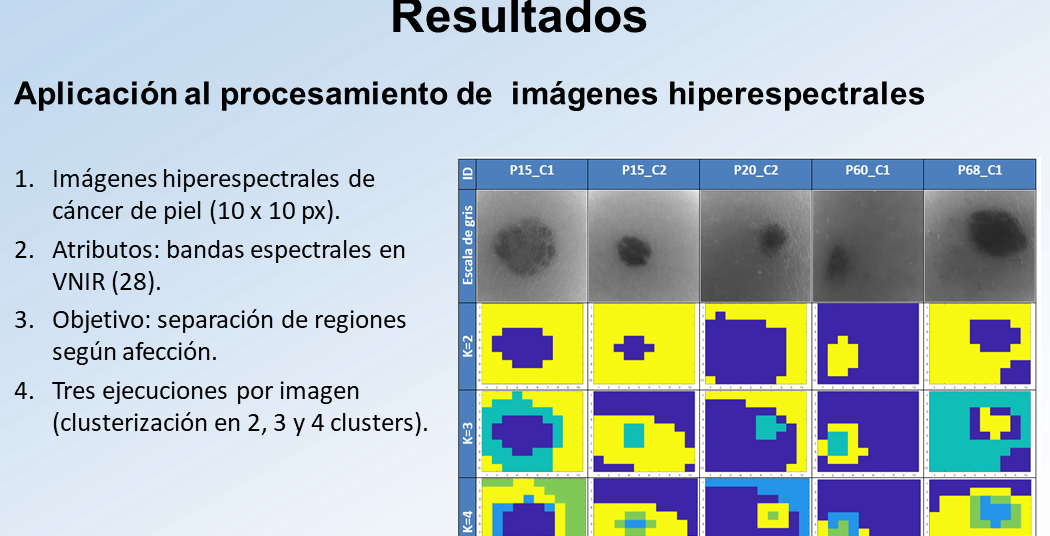 Resultados
Aplicación al procesamiento de imágenes hiperespectrales
1. Imágenes hiperespectrales de
cáncer de piel (10 x 10 px).
2. Atributos: bandas espectrales en
VNIR (28).
3. Objetivo: separación de regiones
según afección.
4. Tres ejecuciones por imagen
(clusterización en 2, 3 y 4 clusters).
ID P15_C1 P15_C2 P20_C2 P60_C1 P68_C1
Escala de gris
K=2
K=3
K=4